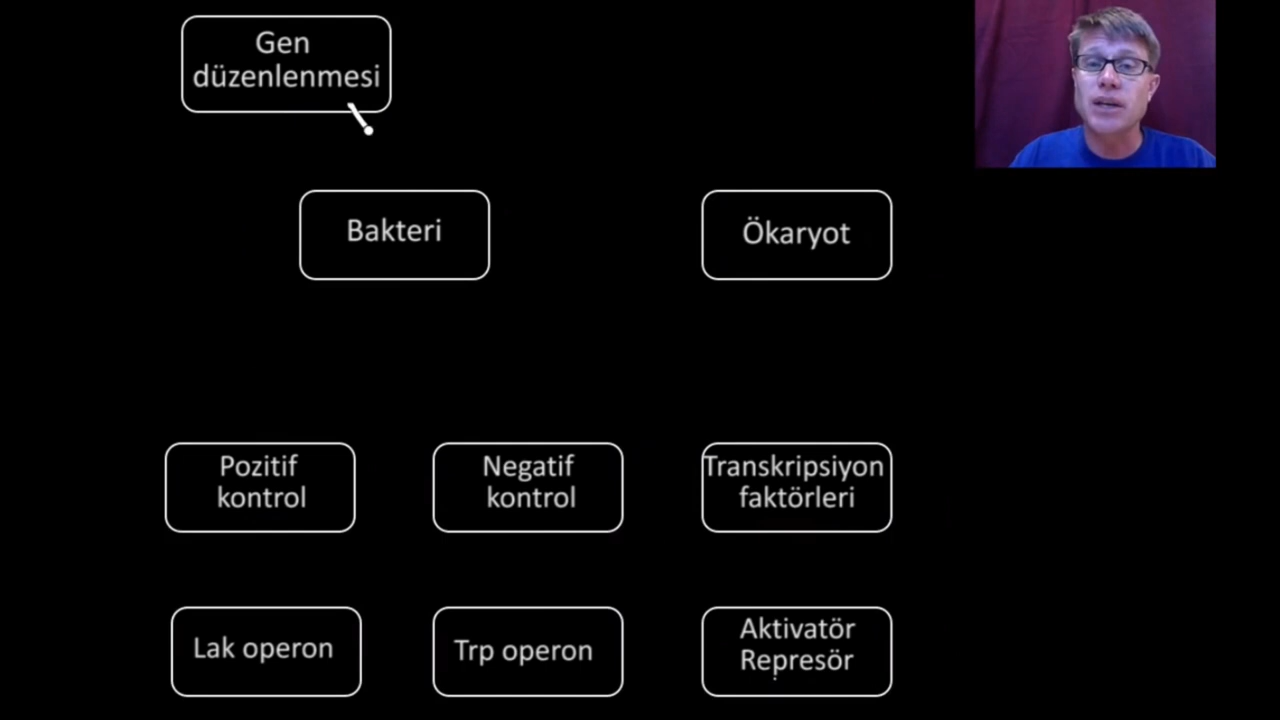 Gen
düzenlenmesi
Bakteri
Ökaryot
Pozitif
kontrol
Negatif
kontrol
Transkripsiyon
faktörleri
Lak operon
Trp operon
Aktivatör
Represör